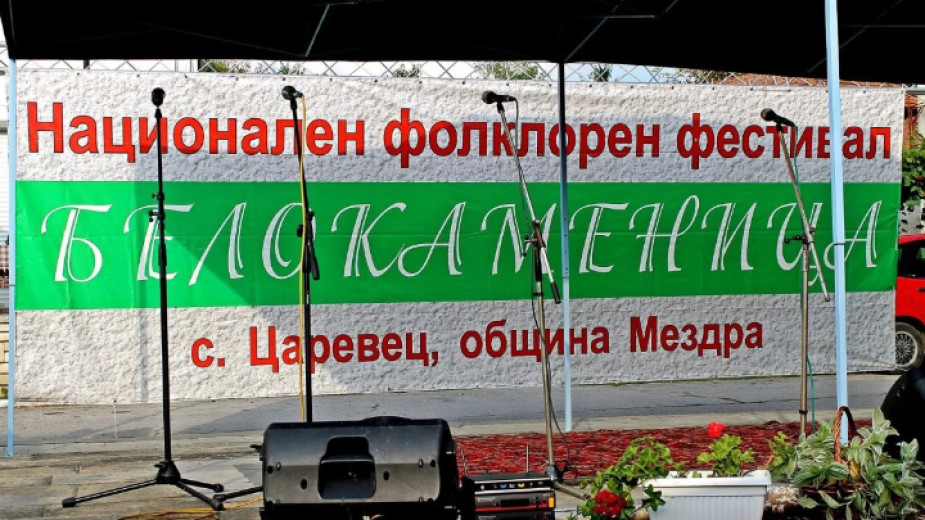 Национален фолклорен фестивал
БЕЛОКАМЕНИЦА
с. Царевец, община Мездра